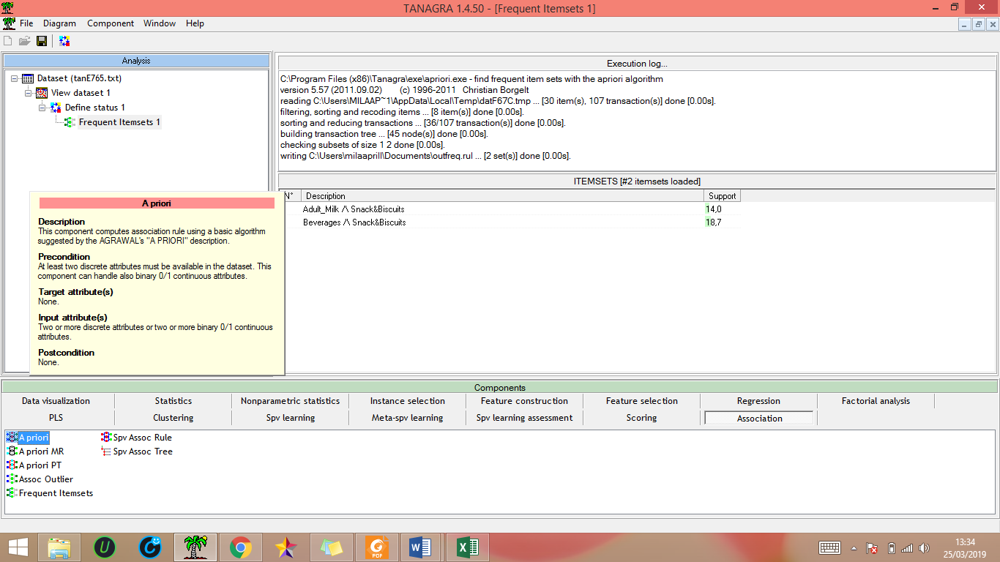 TANAGRA 1.4.50 - [Frequent Itemsets 1]
File Diagram Component Window Help
Analysis
Dataset (tanE765.txt)
View dataset 1
Define status 1
Frequent Itemsets 1
Execution log...
C:\Program Files (x86)\Tanagra\exe\apriori.exe - find frequent item sets with the apriori algorithm
version 5.57 (2011.09.02) (c) 1996-2011 Christian Borgelt
reading C:\Users\MILAAP~1\AppData\Local\Temp\datF67C.tmp ... [30 item(s), 107 transaction(s)] done [0.00s].
filtering, sorting and recoding items ... [8 item(s)] done [0.00s].
sorting and reducing transactions ... [36/107 transaction(s)] done [0.00s].
building transaction tree ... [45 node(s)] done [0.00s].
checking subsets of size 1 2 done [0.00s].
writing C:\Users\milaaprill\Documents\outfreq.rul ... [2 set(s)] done [0.00s].
ITEMSETS [#2 itemsets loaded]
N° Description Support
Adult_Milk /\ Snack&Biscuits 14,0
Beverages /\ Snack&Biscuits 18,7
A priori
Description
This component computes association rule using a basic algorithm
suggested by the AGRAWAL's "A PRIORI" description.
Precondition
At least two discrete attributes must be available in the dataset. This
component can handle also binary 0/1 continuous attributes.
Target attribute(s)
None.
Input attribute(s)
Two or more discrete attributes or two or more binary 0/1 continuous
attributes.
Postcondition
None.
Components
Data visualization Statistics Nonparametric statistics Instance selection Feature construction Feature selection Regression Factorial analysis
PLS Clustering Spv learning Meta-spv learning Spv learning assessment Scoring Association
A priori Spv Assoc Rule
A priori MR Spv Assoc Tree
A priori PT
Assoc Outlier
Frequent Itemsets
PDF
13:34
25/03/2019